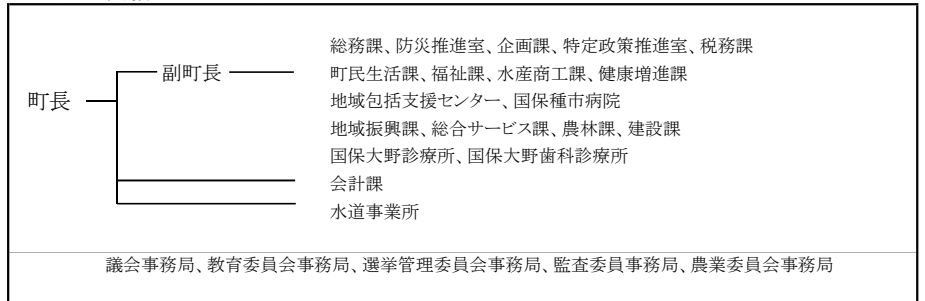 総務課、防災推進室、企画課、特定政策推進室、税務課
副町長
町民生活課、福祉課、水産商工課、健康増進課
町長
地域包括支援センター、国保種市病院
地域振興課、総合サービス課、農林課、建設課
国保大野診療所、国保大野歯科診療所
会計課
水道事業所
議会事務局、教育委員会事務局、選挙管理委員会事務局、監査委員事務局、農業委員会事務局